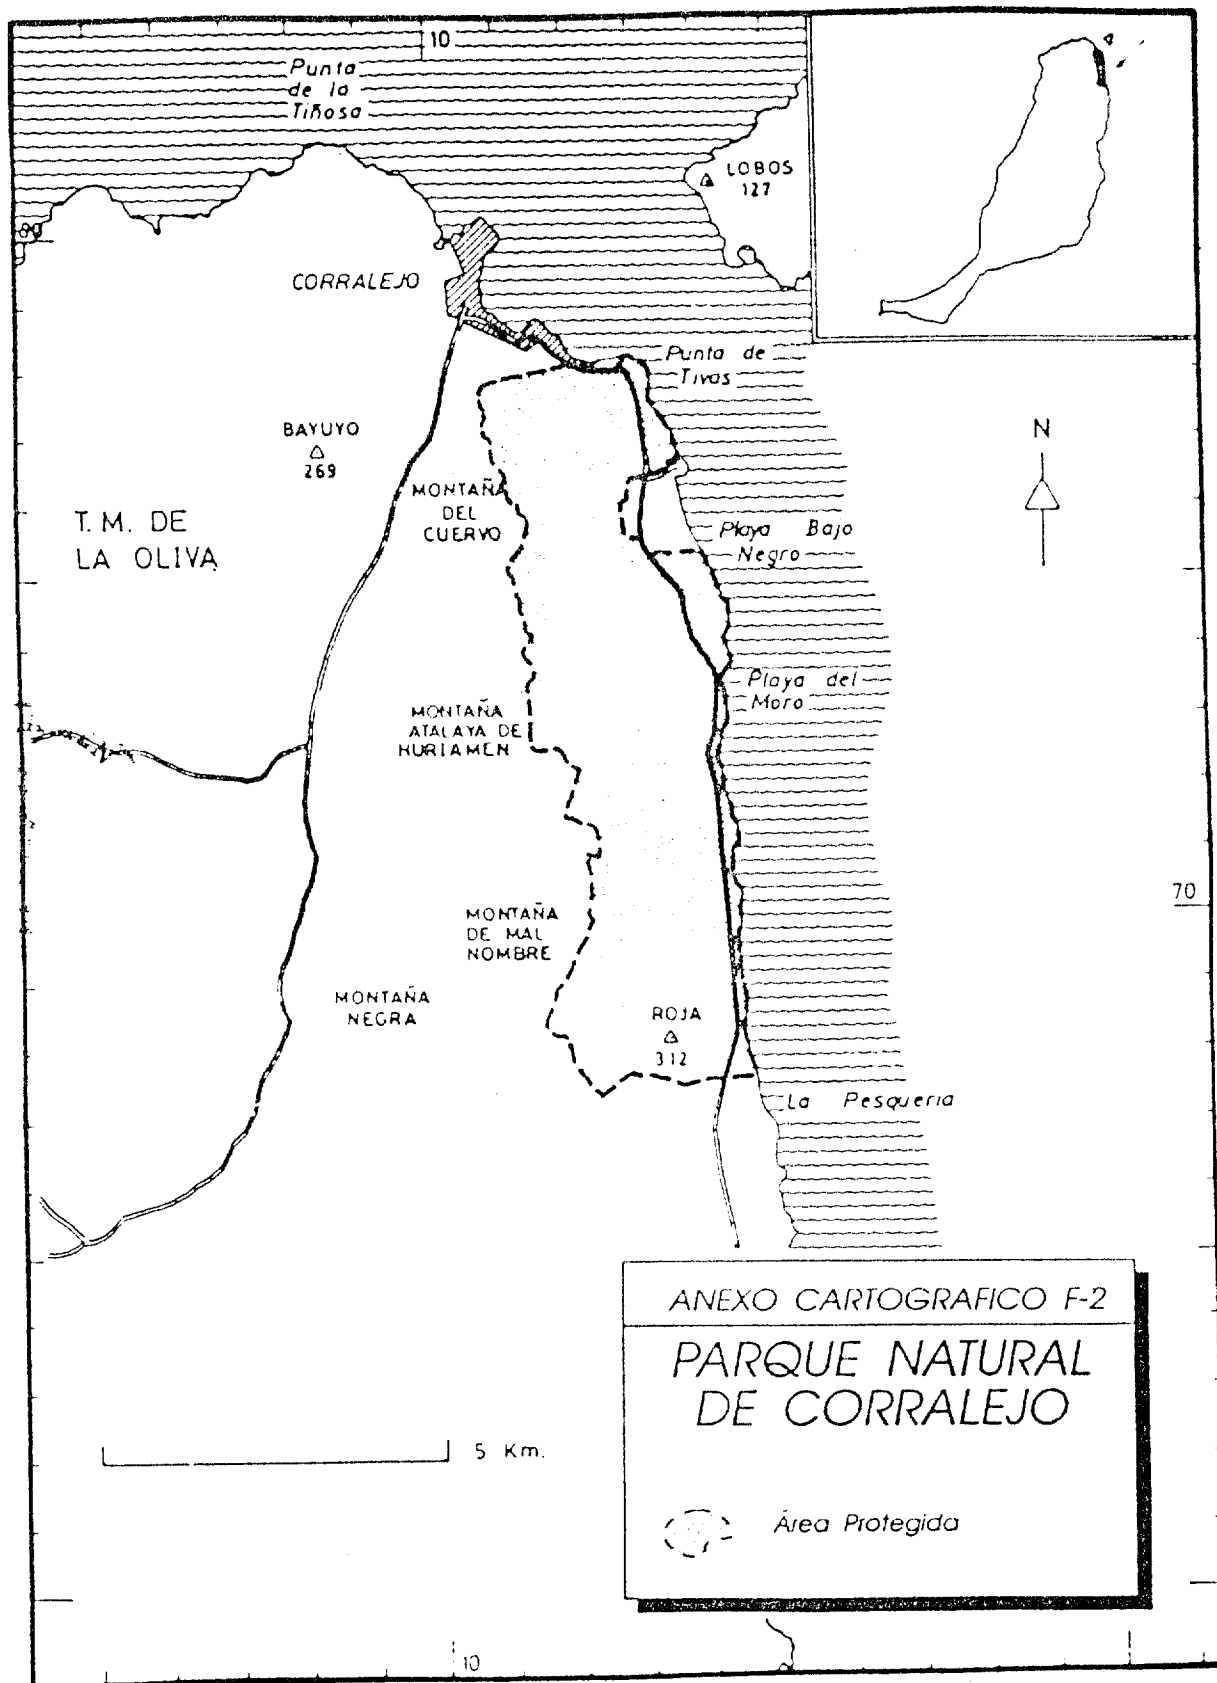 10
Punta
de la
Tiñosa
LOBOS
127
80
CORRALEJO
Punta de
Tivas
BAYUYO
269
N
MONTAÑA
DEL
CUERVO
T.M. DE
LA OLIVA
Playa Bajo
Negro
Playa del
Moro
MONTAÑA
ATALAYA DE
HURIAMEN
70
MONTAÑA
DE MAL
NOMBRE
MONTAÑA
NEGRA
ROJA
312
La Pesqueria
ANEXO CARTOGRAFICO F-2
PARQUE NATURAL
DE CORRALEJO
5 Km.
Área Protegida
10